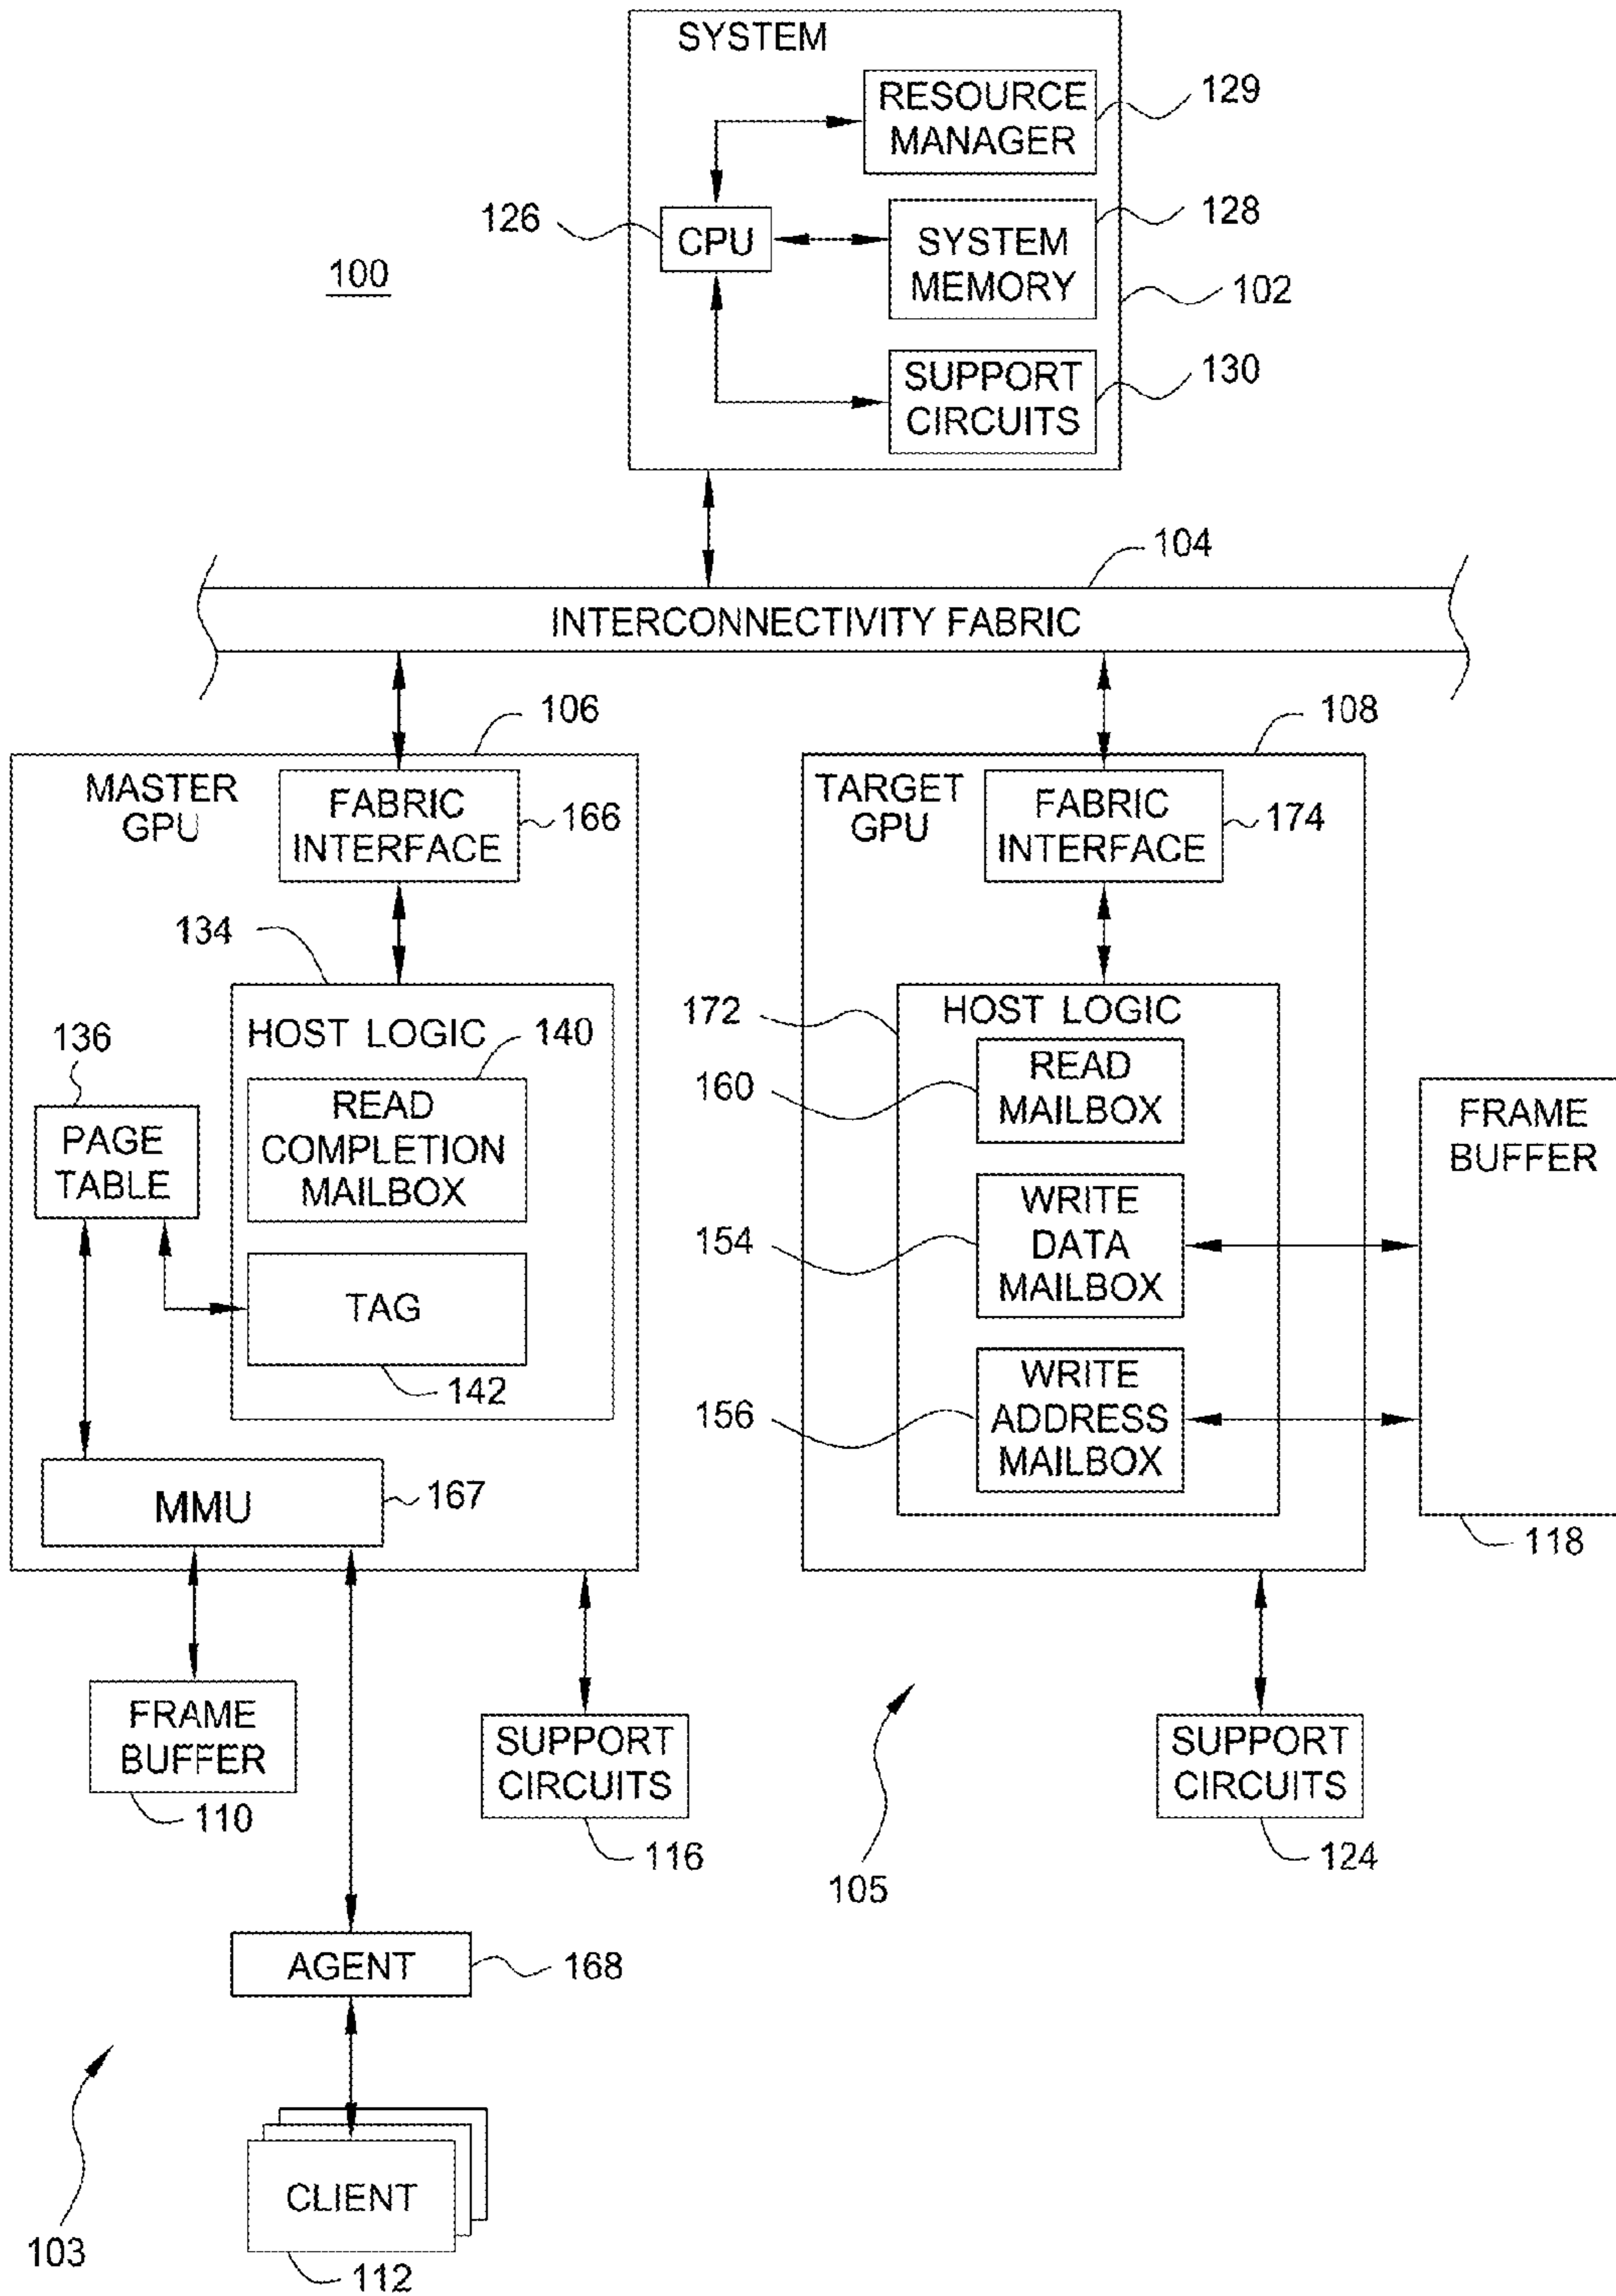 SYSTEM
RESOURCE
MANAGER
129
126
CPU
SYSTEM
MEMORY
128
100
102
SUPPORT
CIRCUITS
130
104
INTERCONNECTIVITY FABRIC
106
108
MASTER
GPU
FABRIC
INTERFACE
166
TARGET
GPU
FABRIC
INTERFACE
174
134
HOST LOGIC
140
136
PAGE
TABLE
READ
COMPLETION
MAILBOX
TAG
142
MMU
167
172
HOST LOGIC
160
READ
MAILBOX
154
WRITE
DATA
MAILBOX
156
WRITE
ADDRESS
MAILBOX
FRAME
BUFFER
118
FRAME
BUFFER
110
SUPPORT
CIRCUITS
116
105
SUPPORT
CIRCUITS
124
AGENT
168
103
CLIENT
112